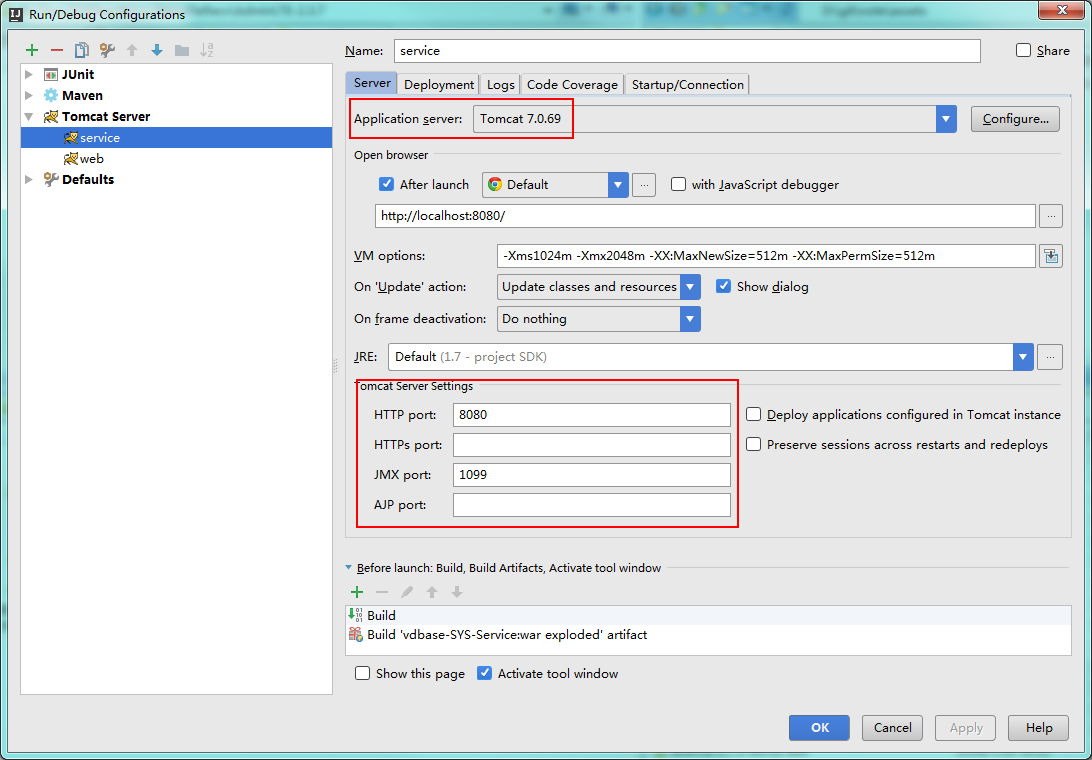 Run/Debug Configurations
Name: service Share
JUnit
Maven
Tomcat Server
service
web
Defaults
Server Deployment Logs Code Coverage Startup/Connection
Application server: Tomcat 7.0.69 Configure...
Open browser
After launch Default ... with JavaScript debugger
http://localhost:8080/ ...
VM options: -Xms1024m -Xmx2048m -XX:MaxNewSize=512m -XX:MaxPermSize=512m
On 'Update' action: Update classes and resources Show dialog
On frame deactivation: Do nothing
JRE: Default (1.7 - project SDK) ...
Tomcat Server Settings
HTTP port: 8080 Deploy applications configured in Tomcat instance
HTTPs port: Preserve sessions across restarts and redeploys
JMX port: 1099
AJP port:
Before launch: Build, Build Artifacts, Activate tool window
Build
Build 'vdbase-SYS-Service:war exploded' artifact
Show this page Activate tool window
OK Cancel Apply Help